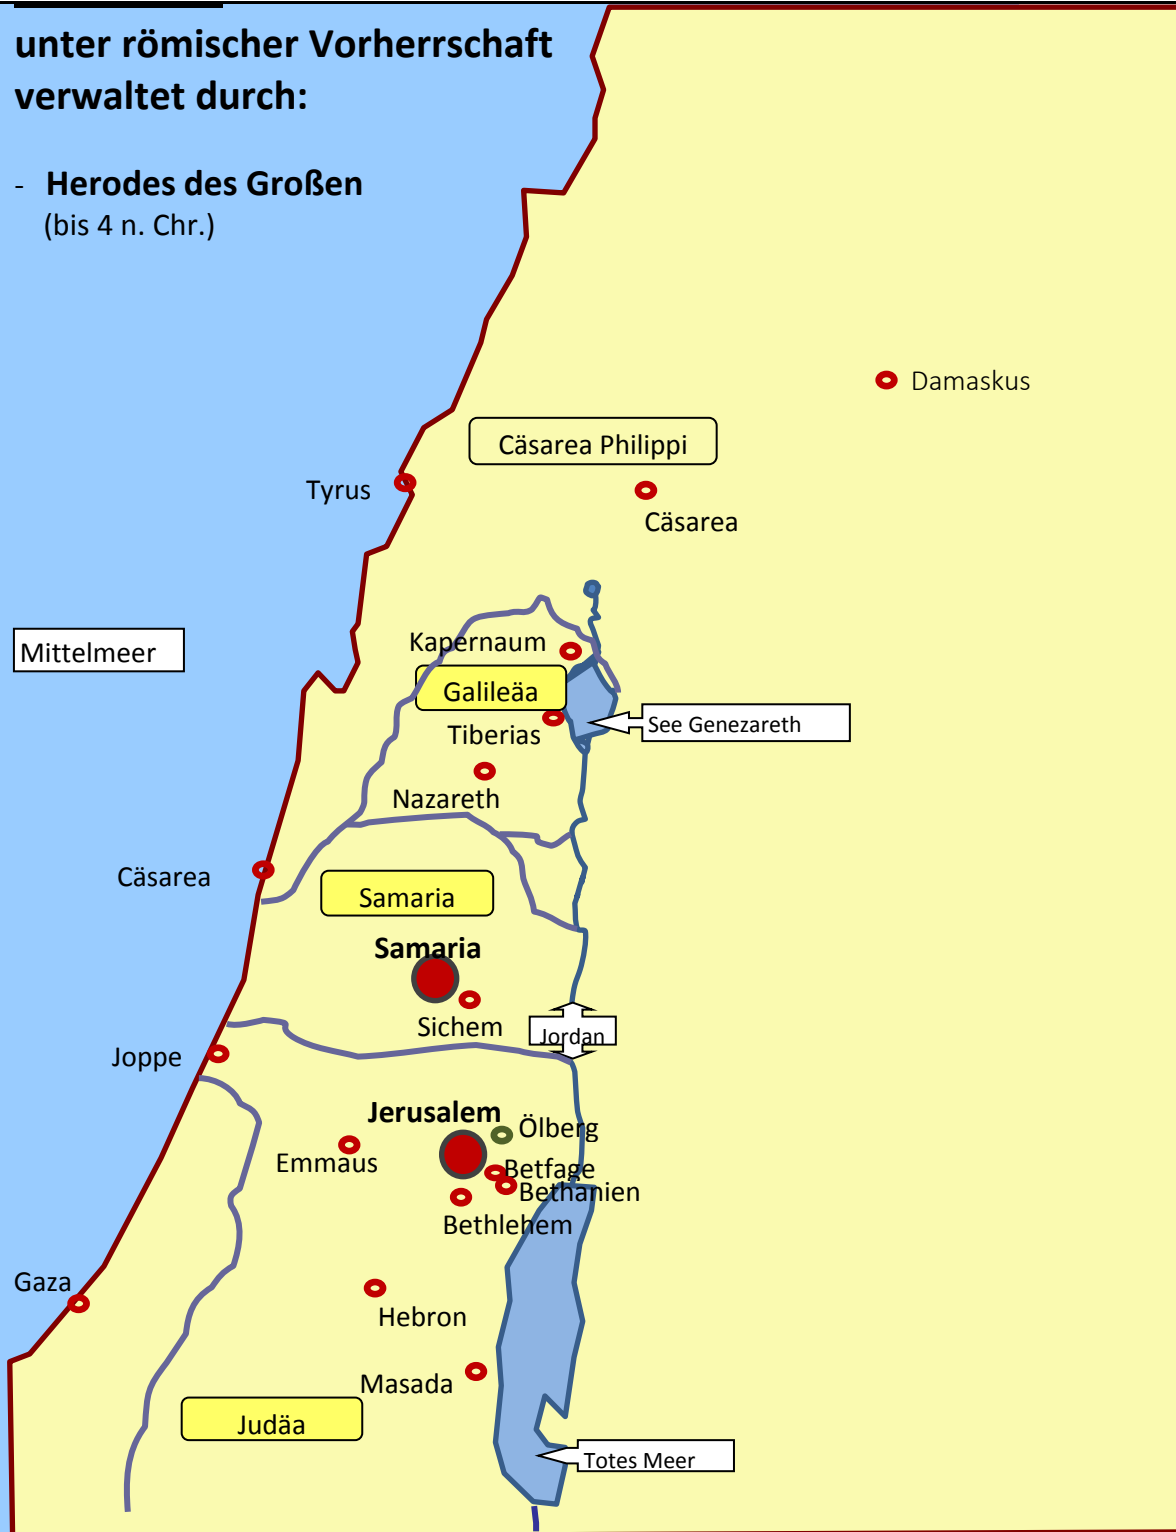 unter römischer Vorherrschaft
verwaltet durch:
- Herodes des Großen
(bis 4 n. Chr.)
Damaskus
Cäsarea Philippi
Tyrus
Cäsarea
Kapernaum
Mittelmeer
Galileäa
See Genezareth
Tiberias
Nazareth
Cäsarea
Samaria
Samaria
Sichem
Jordan
Joppe
Jerusalem
Ölberg
Emmaus
Betfage
Bethanien
Bethlehem
Gaza
Hebron
Masada
Judäa
Totes Meer